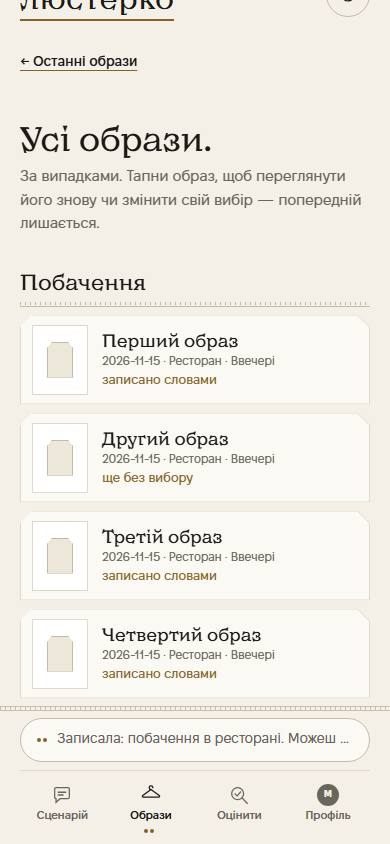 Люстерко
← Останні образи
Усі образи.
За випадками. Тапни образ, щоб переглянути
його знову чи змінити свій вибір — попередній
лишається.
Побачення
Перший образ
2026-11-15 · Ресторан · Ввечері
записано словами
Другий образ
2026-11-15 · Ресторан · Ввечері
ще без вибору
Третій образ
2026-11-15 · Ресторан · Ввечері
записано словами
Четвертий образ
2026-11-15 · Ресторан · Ввечері
записано словами
Записала: побачення в ресторані. Можеш ...
Сценарій
Образи
Оцінити
М
Профіль